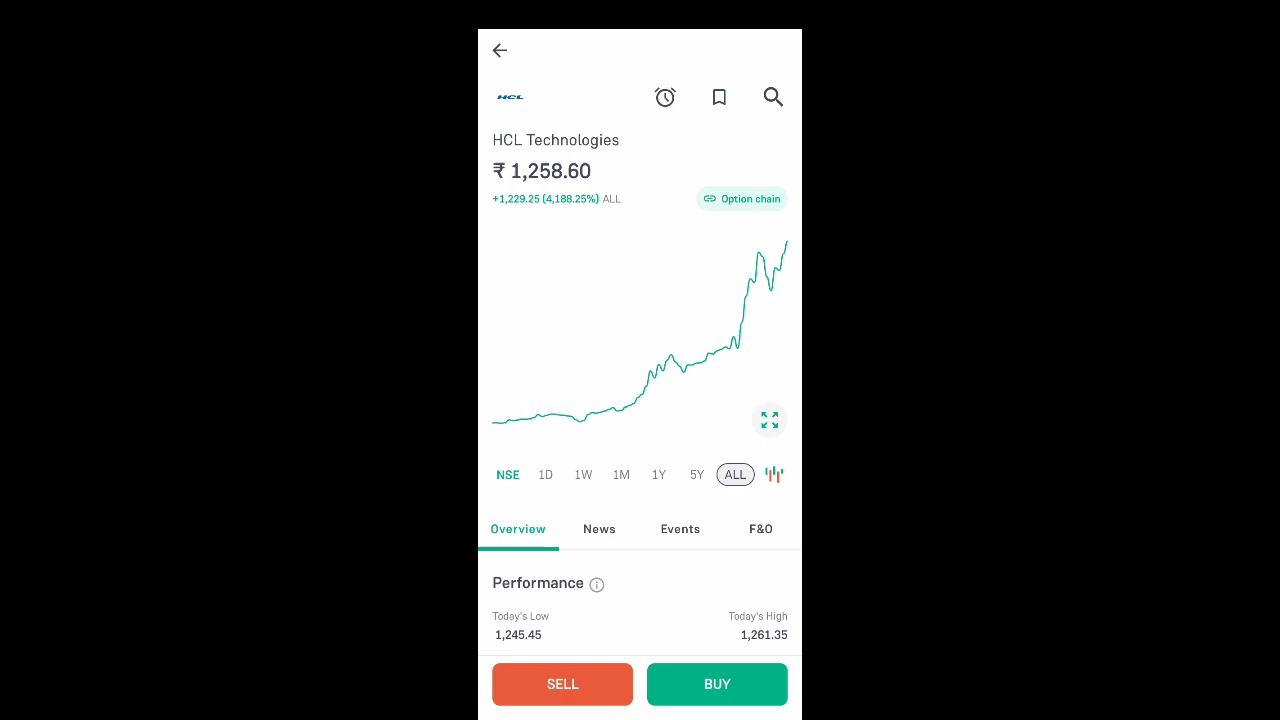 HCL
HCL Technologies
₹ 1,258.60
+1,229.25 (4,188.25%) ALL
Option chain
NSE 1D 1W 1M 1Y 5Y ALL
Overview News Events F&O
Performance
Today's Low Today's High
1,245.45 1,261.35
SELL BUY